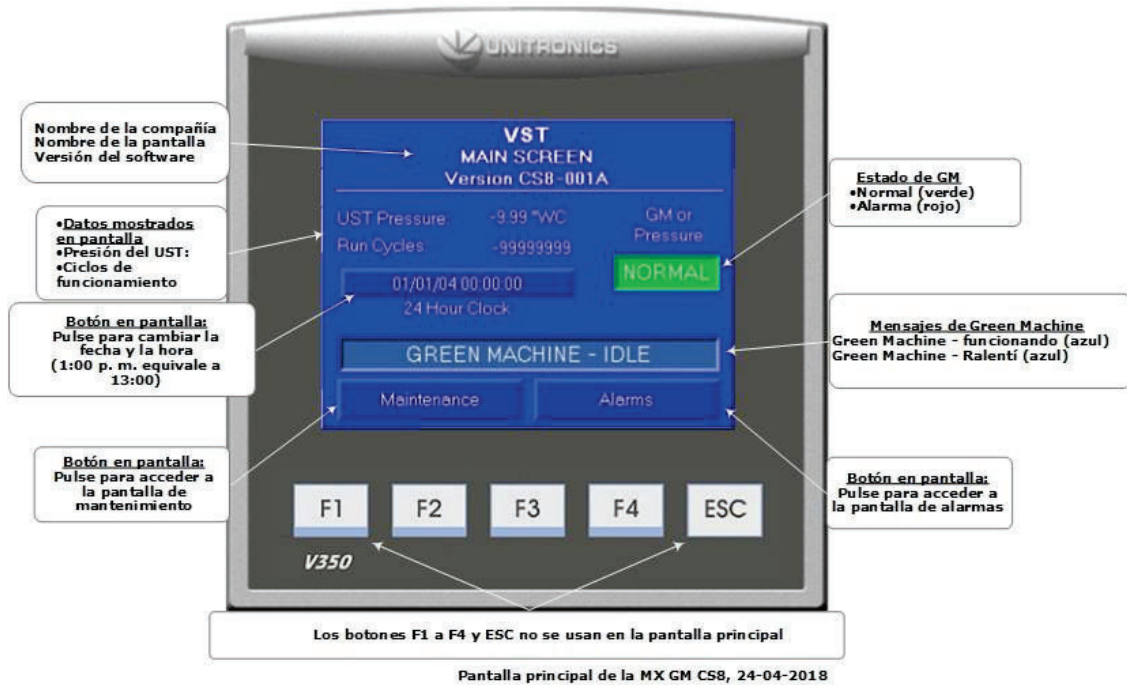 UNITRONICS
Nombre de la compañía
Nombre de la pantalla
Versión del software
VST
MAIN SCREEN
Version CS8-001A
•Datos mostrados
en pantalla
•Presión del UST:
•Ciclos de
funcionamiento
UST Pressure: -9.99 "WC
Run Cycles: -99999999
GM or
Pressure
NORMAL
Estado de GM
•Normal (verde)
•Alarma (rojo)
01/01/04 00:00:00
24 Hour Clock
Botón en pantalla:
Pulse para cambiar la
fecha y la hora
(1:00 p. m. equivale a
13:00)
GREEN MACHINE - IDLE
Mensajes de Green Machine
Green Machine - funcionando (azul)
Green Machine - Ralentí (azul)
Maintenance
Alarms
Botón en pantalla:
Pulse para acceder a
la pantalla de
mantenimiento
Botón en pantalla:
Pulse para acceder a
la pantalla de alarmas
F1
F2
F3
F4
ESC
V350
Los botones F1 a F4 y ESC no se usan en la pantalla principal
Pantalla principal de la MX GM CS8, 24-04-2018